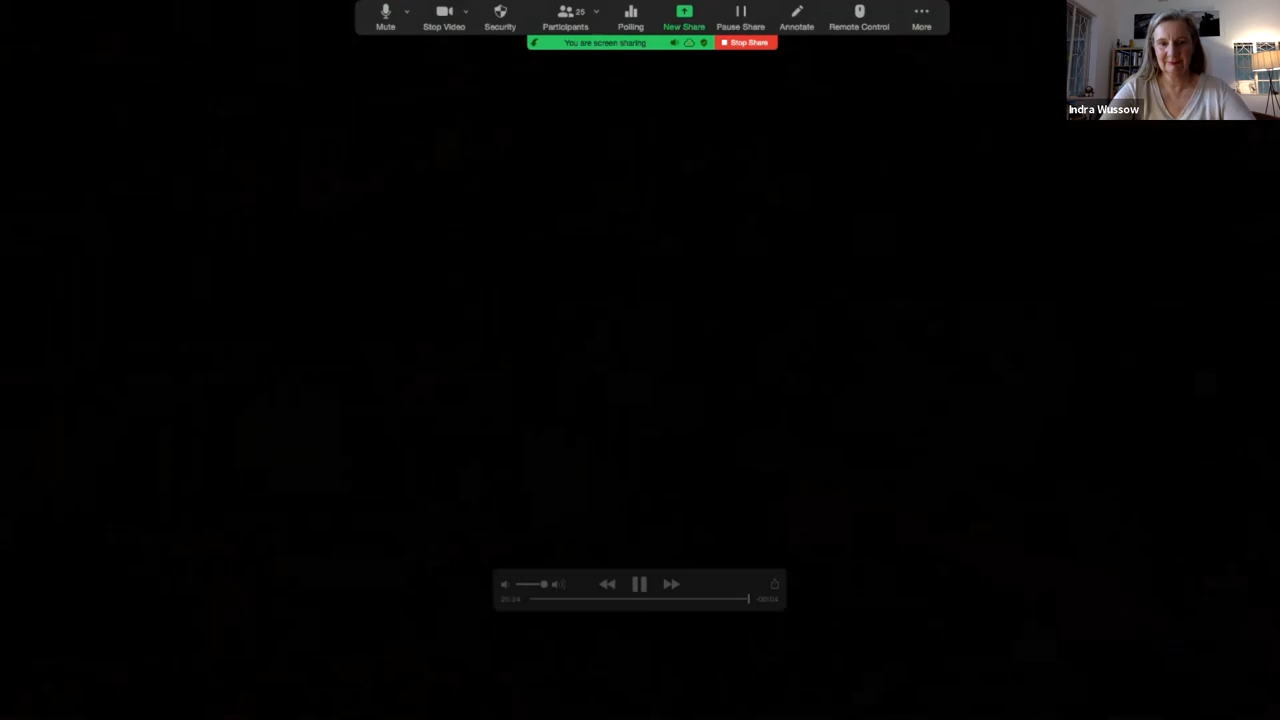 Mute
Stop Video
Security
Participants
25
Polling
New Share
Pause Share
Annotate
Remote Control
More
You are screen sharing
Stop Share
Indra Wussow